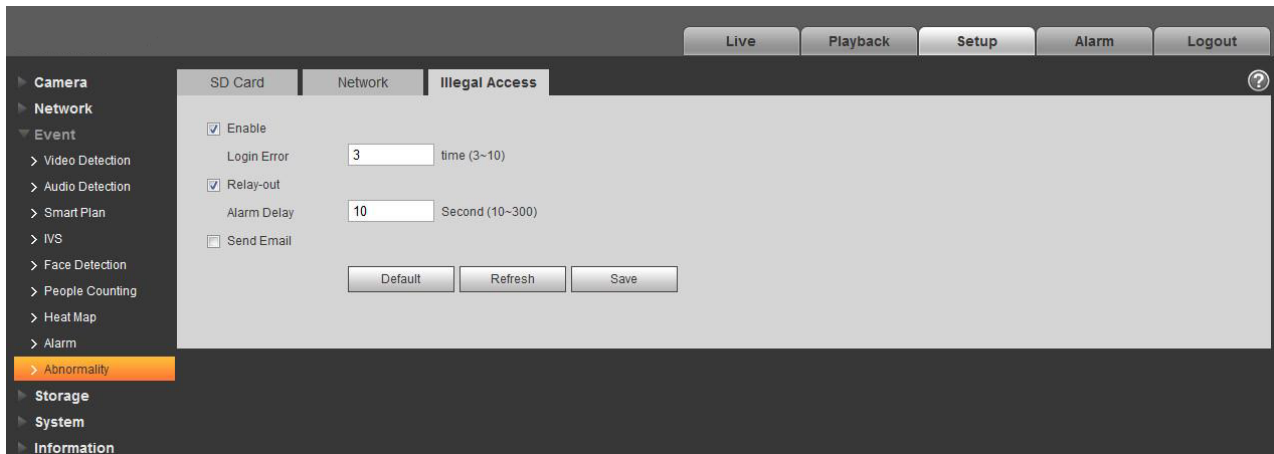 Live Playback Setup Alarm Logout
Camera
Network
Event
Video Detection
Audio Detection
Smart Plan
IVS
Face Detection
People Counting
Heat Map
Alarm
Abnormality
Storage
System
Information
SD Card Network Illegal Access
?
Enable
Login Error 3 time (3~10)
Relay-out
Alarm Delay 10 Second (10~300)
Send Email
Default Refresh Save